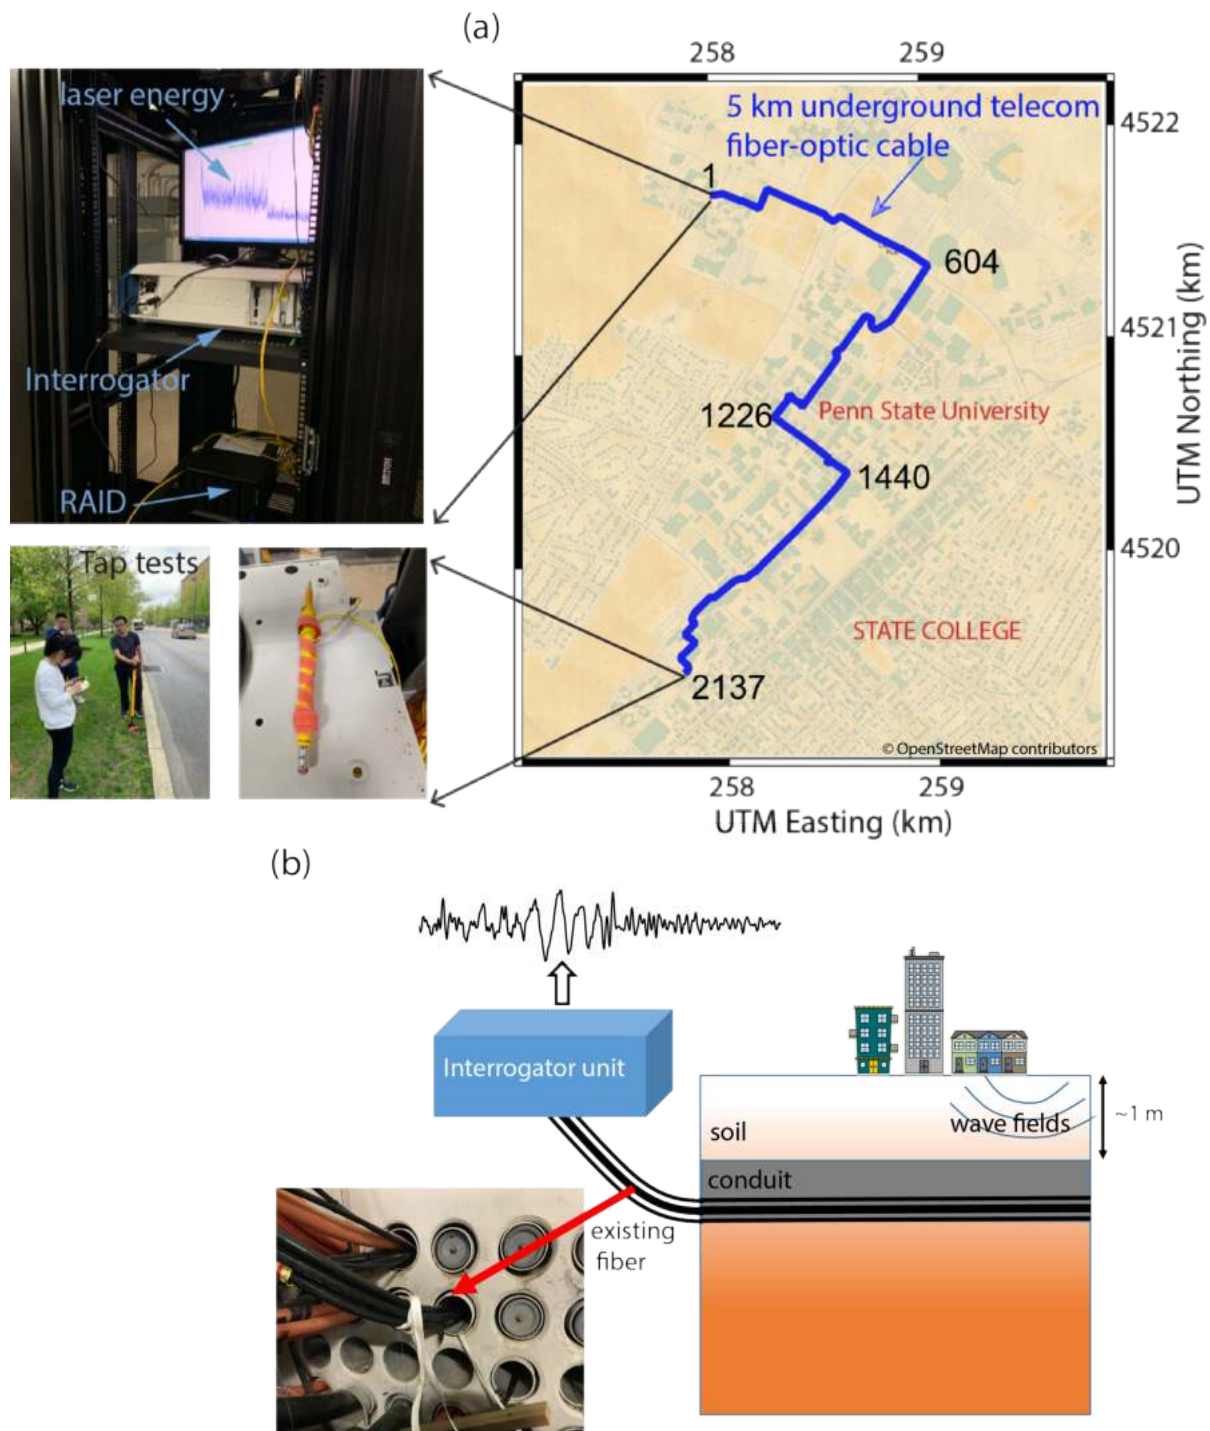 (a)
258
259
laser energy
Interrogator
RAID
5 km underground telecom
fiber-optic cable
1
604
1226
Penn State University
1440
STATE COLLEGE
2137
© OpenStreetMap contributors
4522
4521
4520
UTM Northing (km)
258
259
UTM Easting (km)
Tap tests
(b)
Interrogator unit
soil
wave fields
~1 m
conduit
existing
fiber